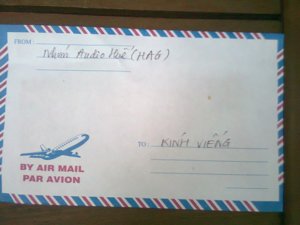 FROM:
Nhóm Audio Huế (HAG)
TO: KÍNH VIẾNG
BY AIR MAIL
PAR AVION